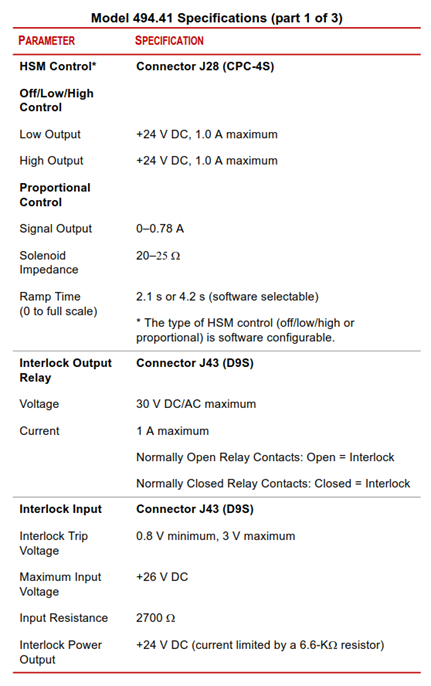 Model 494.41 Specifications (part 1 of 3)
PARAMETER SPECIFICATION
HSM Control* Connector J28 (CPC-4S)
Off/Low/High
Control
Low Output +24 V DC, 1.0 A maximum
High Output +24 V DC, 1.0 A maximum
Proportional
Control
Signal Output 0–0.78 A
Solenoid
Impedance 20–25 Ω
Ramp Time
(0 to full scale) 2.1 s or 4.2 s (software selectable)
* The type of HSM control (off/low/high or
proportional) is software configurable.
Interlock Output
Relay Connector J43 (D9S)
Voltage 30 V DC/AC maximum
Current 1 A maximum
Normally Open Relay Contacts: Open = Interlock
Normally Closed Relay Contacts: Closed = Interlock
Interlock Input Connector J43 (D9S)
Interlock Trip
Voltage 0.8 V minimum, 3 V maximum
Maximum Input
Voltage +26 V DC
Input Resistance 2700 Ω
Interlock Power
Output +24 V DC (current limited by a 6.6-KΩ resistor)